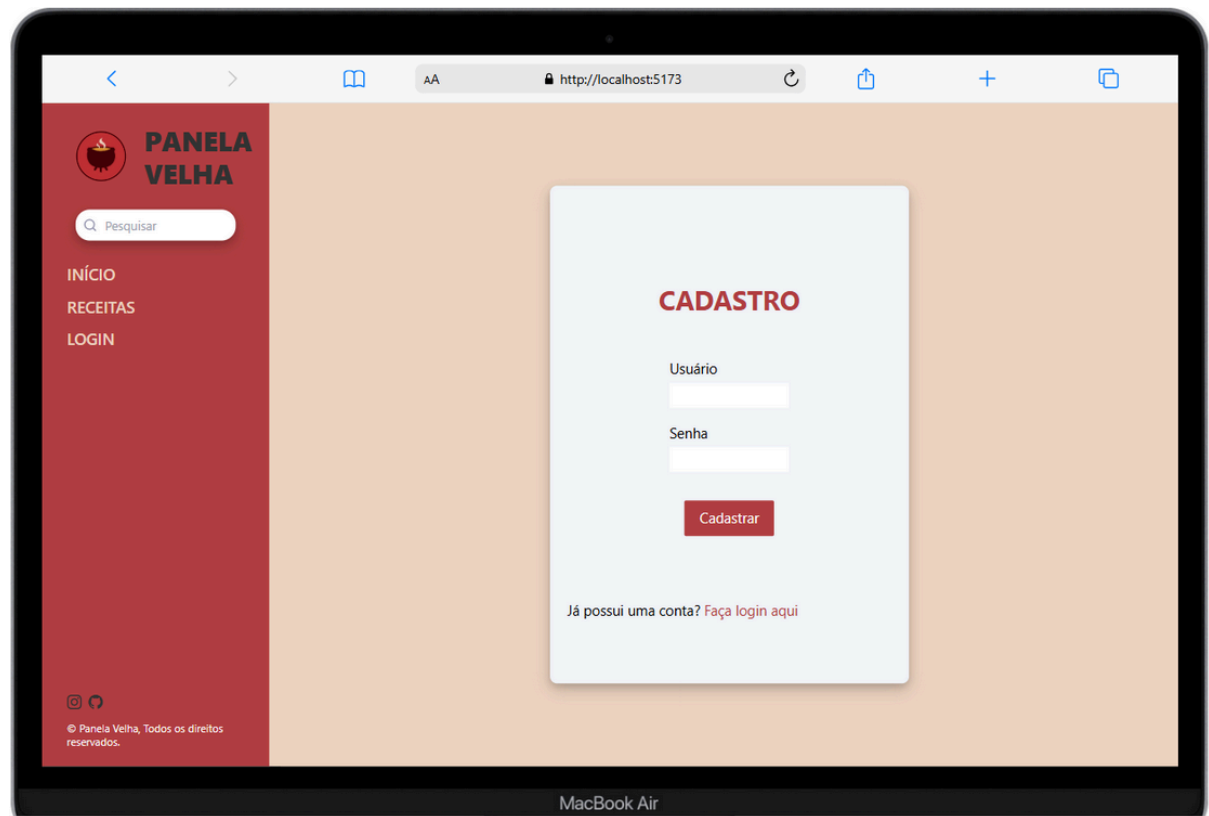 AA
http://localhost:5173
PANELA
VELHA
Pesquisar
INÍCIO
RECEITAS
LOGIN
CADASTRO
Usuário
Senha
Cadastrar
Já possui uma conta? Faça login aqui
© Panela Velha, Todos os direitos
reservados.
MacBook Air